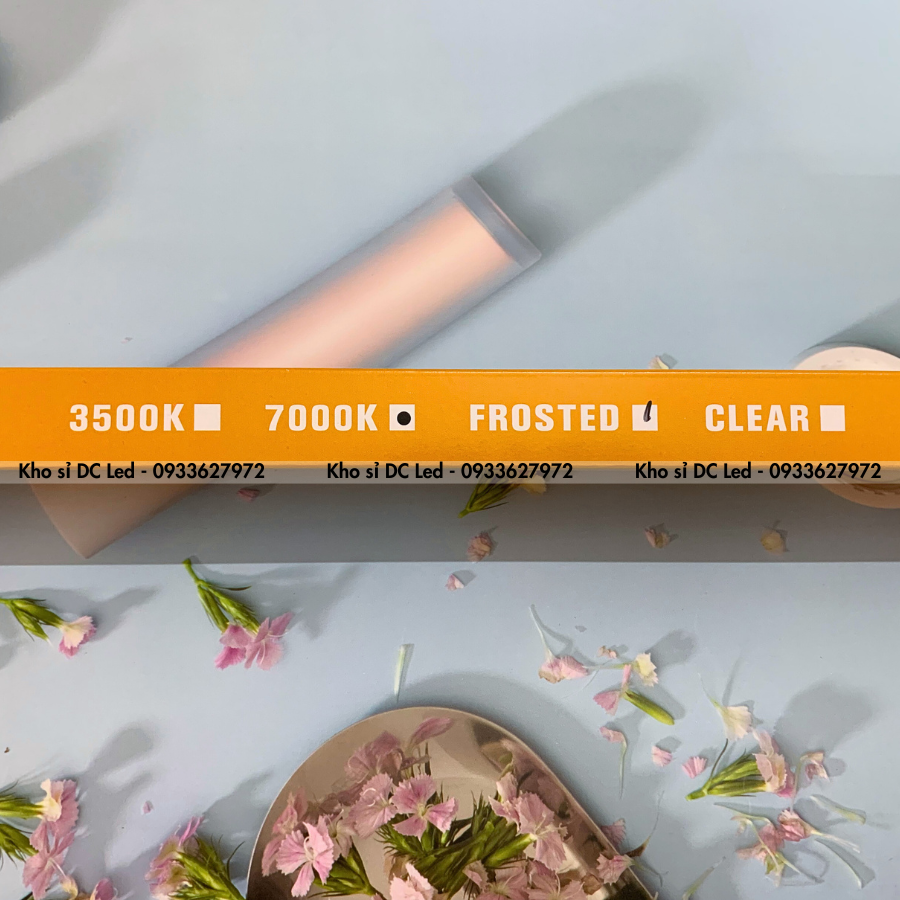 3500K 7000K FROSTED CLEAR
Kho sỉ DC Led - 0933627972 Kho sỉ DC Led - 0933627972 Kho sỉ DC Led - 0933627972